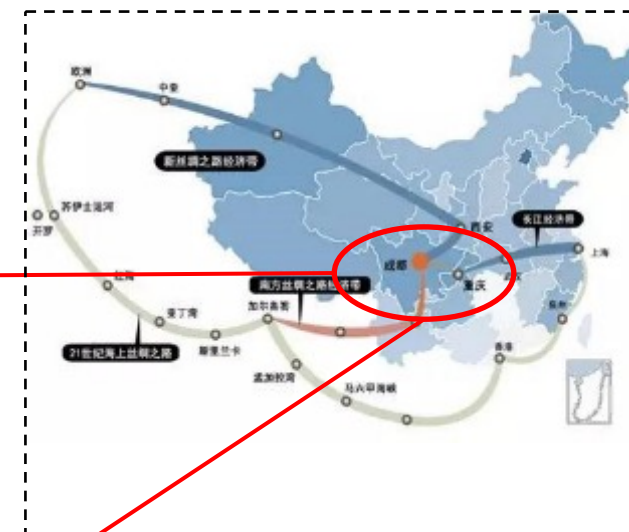 欧洲
中亚
新丝绸之路经济带
苏伊士运河
开罗
西安
长江经济带
上海
成都
重庆
武汉
南方丝绸之路经济带
加尔各答
红海
亚丁湾
斯里兰卡
21世纪海上丝绸之路
泉州
香港
孟加拉湾
马六甲海峡